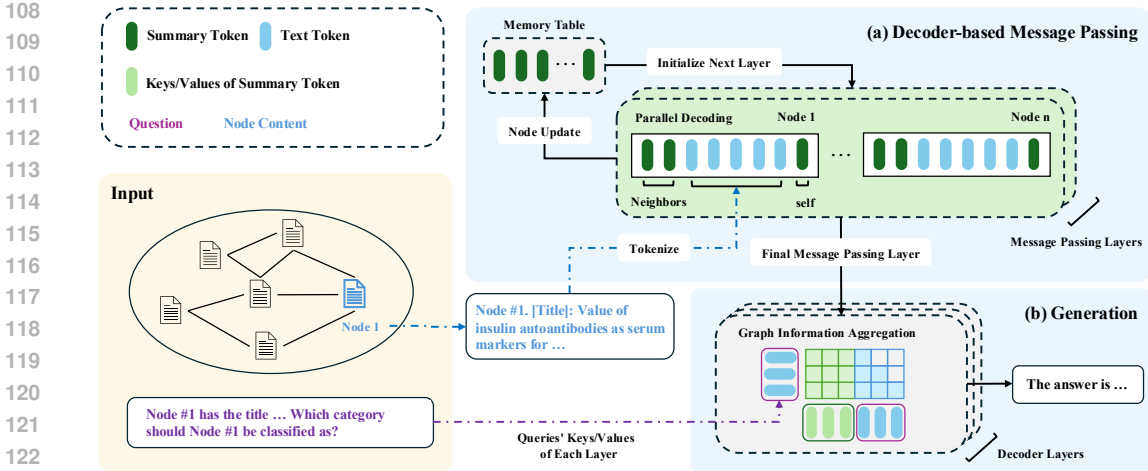 108
109
110
111
112
113
114
115
116
117
118
119
120
121
122
Summary Token
Text Token
Keys/Values of Summary Token
Question
Node Content
Input
Node 1
Node #1 has the title … Which category
should Node #1 be classified as?
(a) Decoder-based Message Passing
Memory Table
…
Initialize Next Layer
Node Update
Parallel Decoding
Node 1
Node n
…
…
Neighbors
self
Message Passing Layers
Tokenize
Final Message Passing Layer
Node #1. [Title]: Value of
insulin autoantibodies as serum
markers for …
(b) Generation
Graph Information Aggregation
The answer is …
Queries' Keys/Values
of Each Layer
Decoder Layers